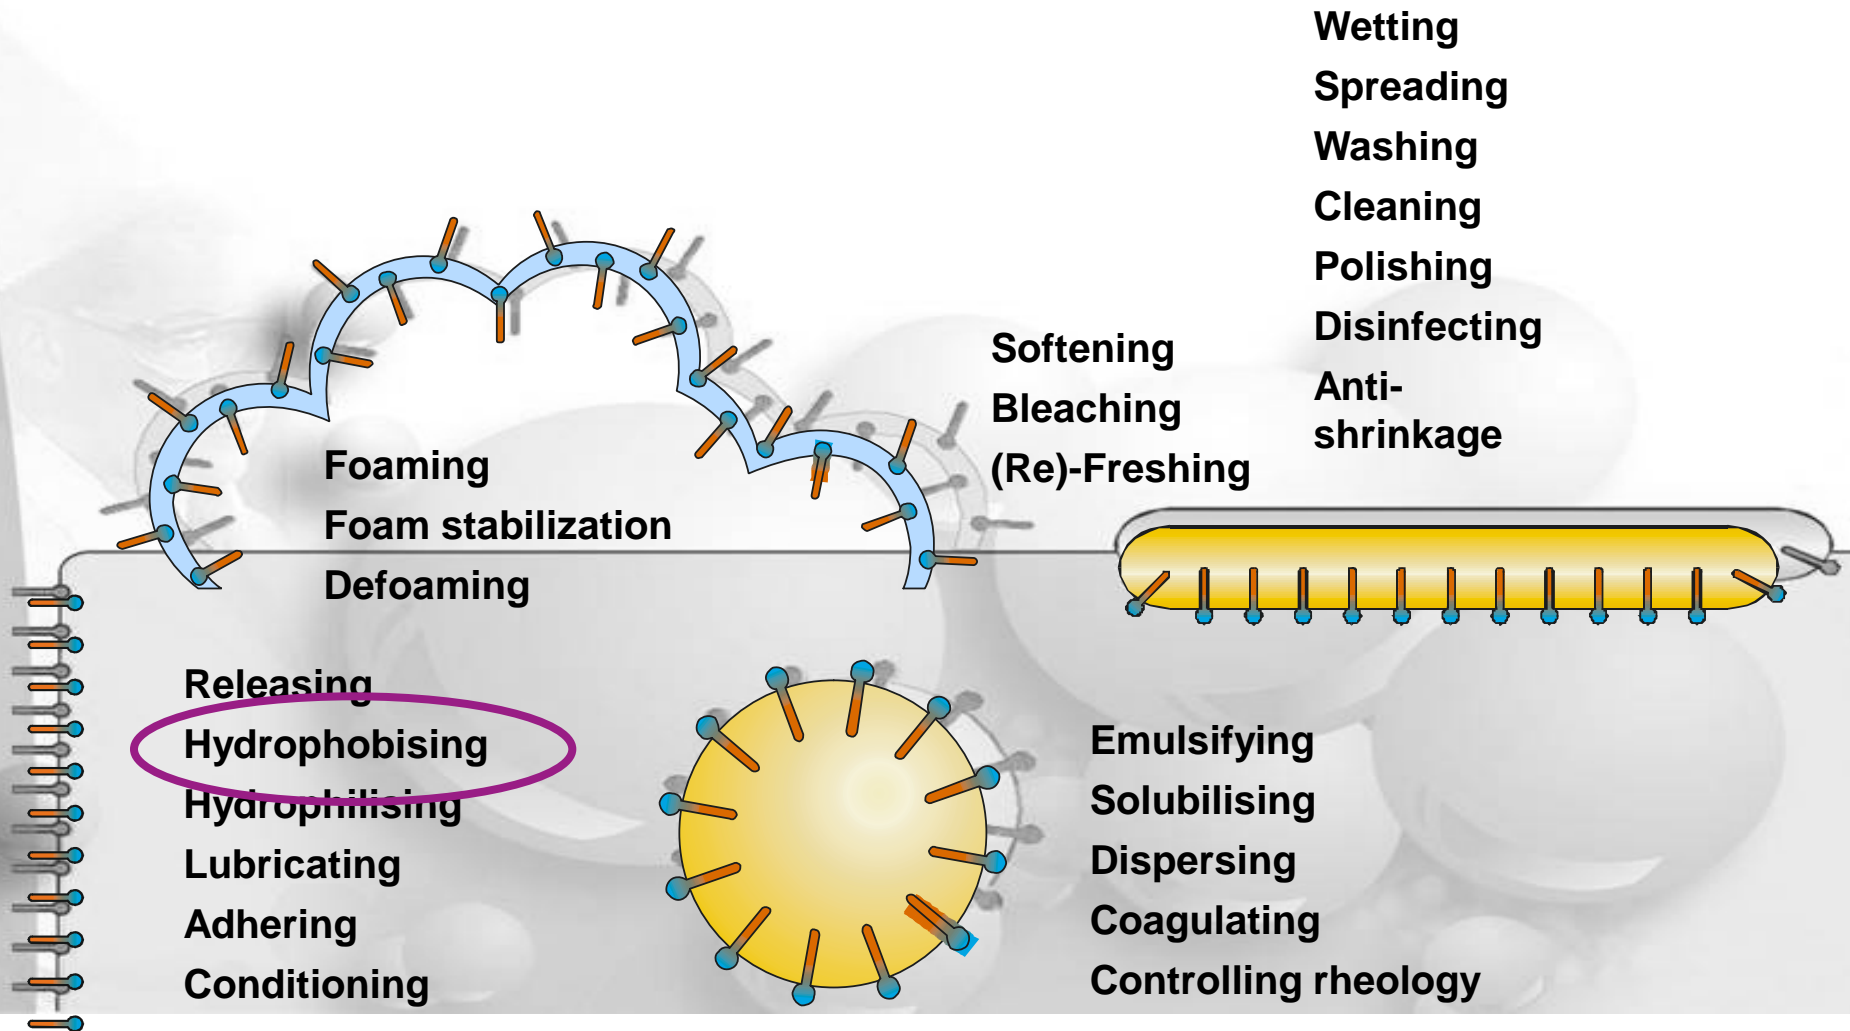 Wetting
Spreading
Washing
Cleaning
Polishing
Disinfecting
Anti-
shrinkage
Softening
Bleaching
(Re)-Freshing
Foaming
Foam stabilization
Defoaming
Releasing
Hydrophobising
Hydrophilising
Lubricating
Adhering
Conditioning
Emulsifying
Solubilising
Dispersing
Coagulating
Controlling rheology